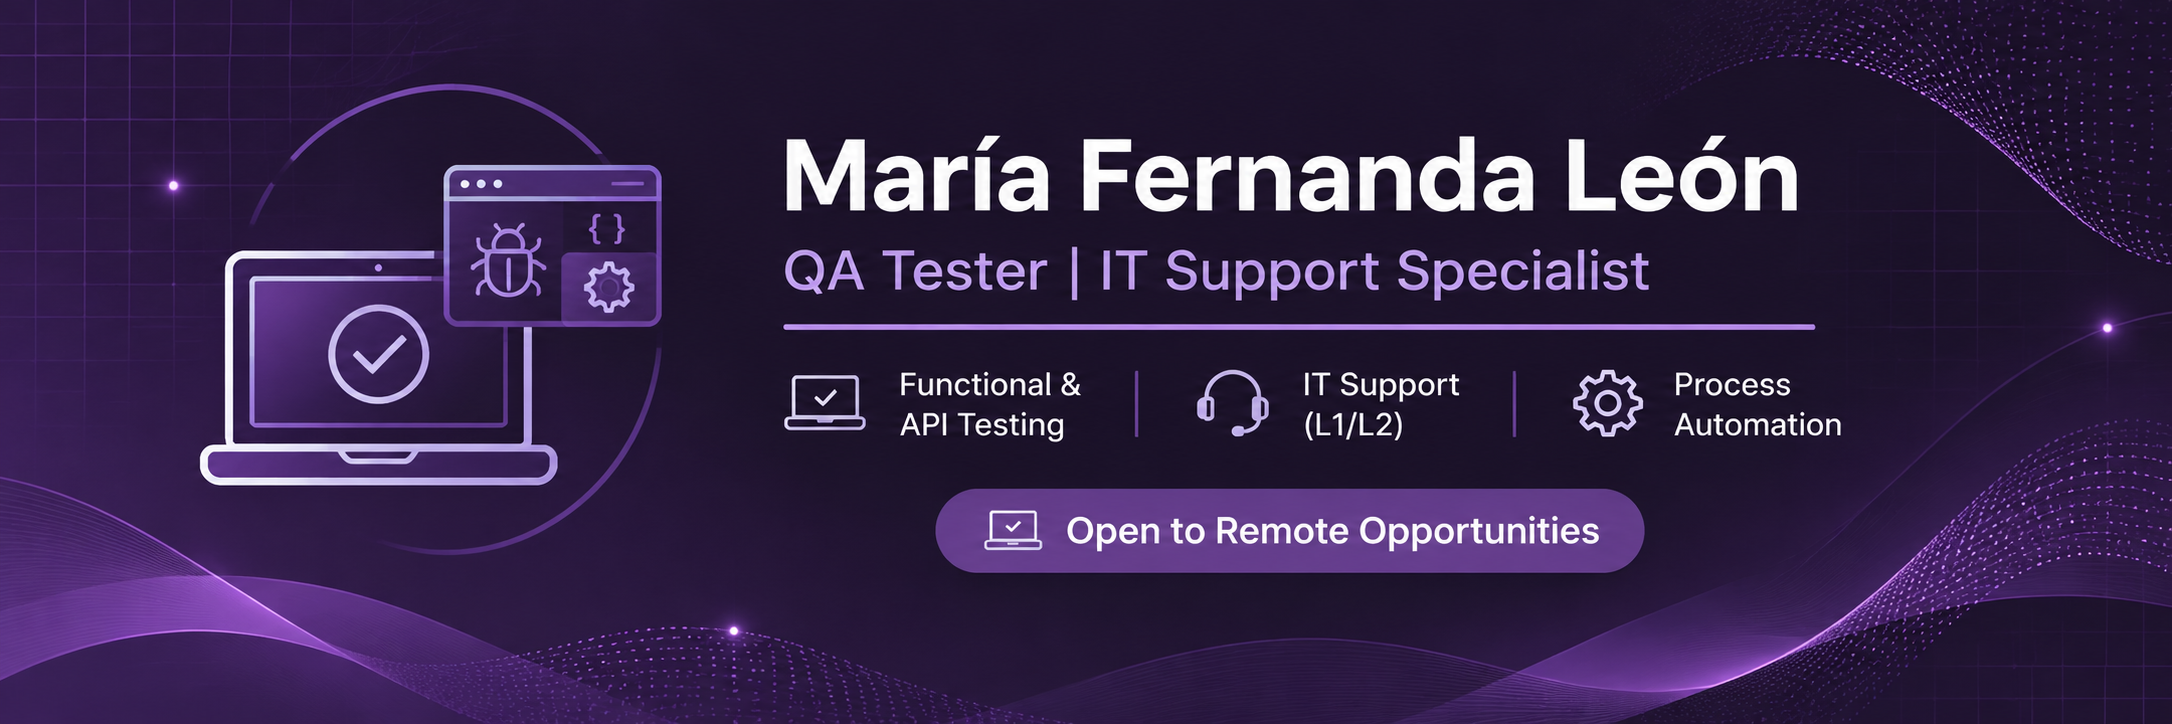 María Fernanda León
QA Tester | IT Support Specialist
Functional &
API Testing
IT Support
(L1/L2)
Process
Automation
Open to Remote Opportunities